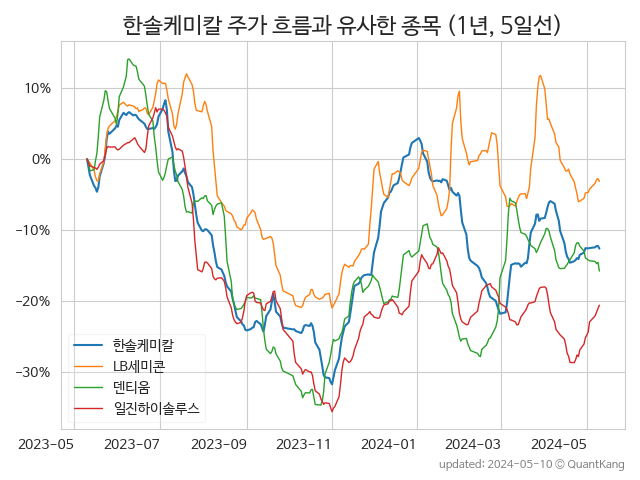 한솔케미칼 주가 흐름과 유사한 종목 (1년, 5일선)
10%
0%
−10%
−20%
−30%
한솔케미칼
LB세미콘
덴티움
일진하이솔루스
2023-05
2023-07
2023-09
2023-11
2024-01
2024-03
2024-05
updated: 2024-05-10 © QuantKang